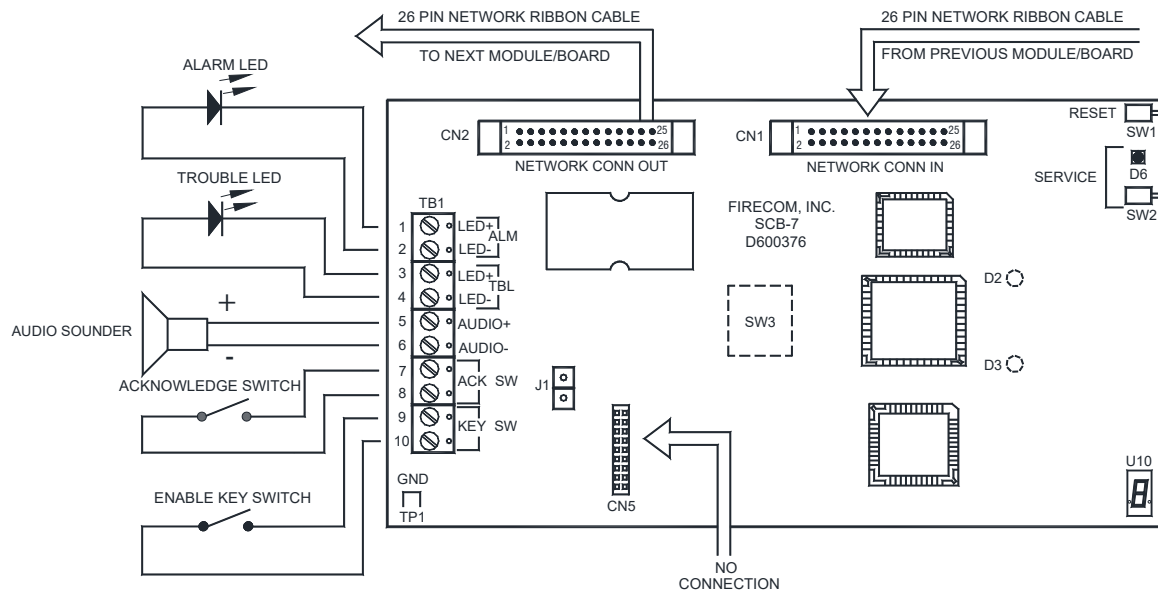 26 PIN NETWORK RIBBON CABLE
TO NEXT MODULE/BOARD
26 PIN NETWORK RIBBON CABLE
FROM PREVIOUS MODULE/BOARD
ALARM LED
TROUBLE LED
AUDIO SOUNDER
+
-
ACKNOWLEDGE SWITCH
ENABLE KEY SWITCH
CN2
1
25
2
26
NETWORK CONN OUT
CN1
1
25
2
26
NETWORK CONN IN
RESET
SW1
SERVICE
D6
SW2
TB1
1 LED+
2 LED-
ALM
3 LED+
4 LED-
TBL
5 AUDIO+
6 AUDIO-
7
8
ACK SW
9
10
KEY SW
GND
TP1
FIRECOM, INC.
SCB-7
D600376
SW3
D2
D3
J1
CN5
U10
8
NO
CONNECTION